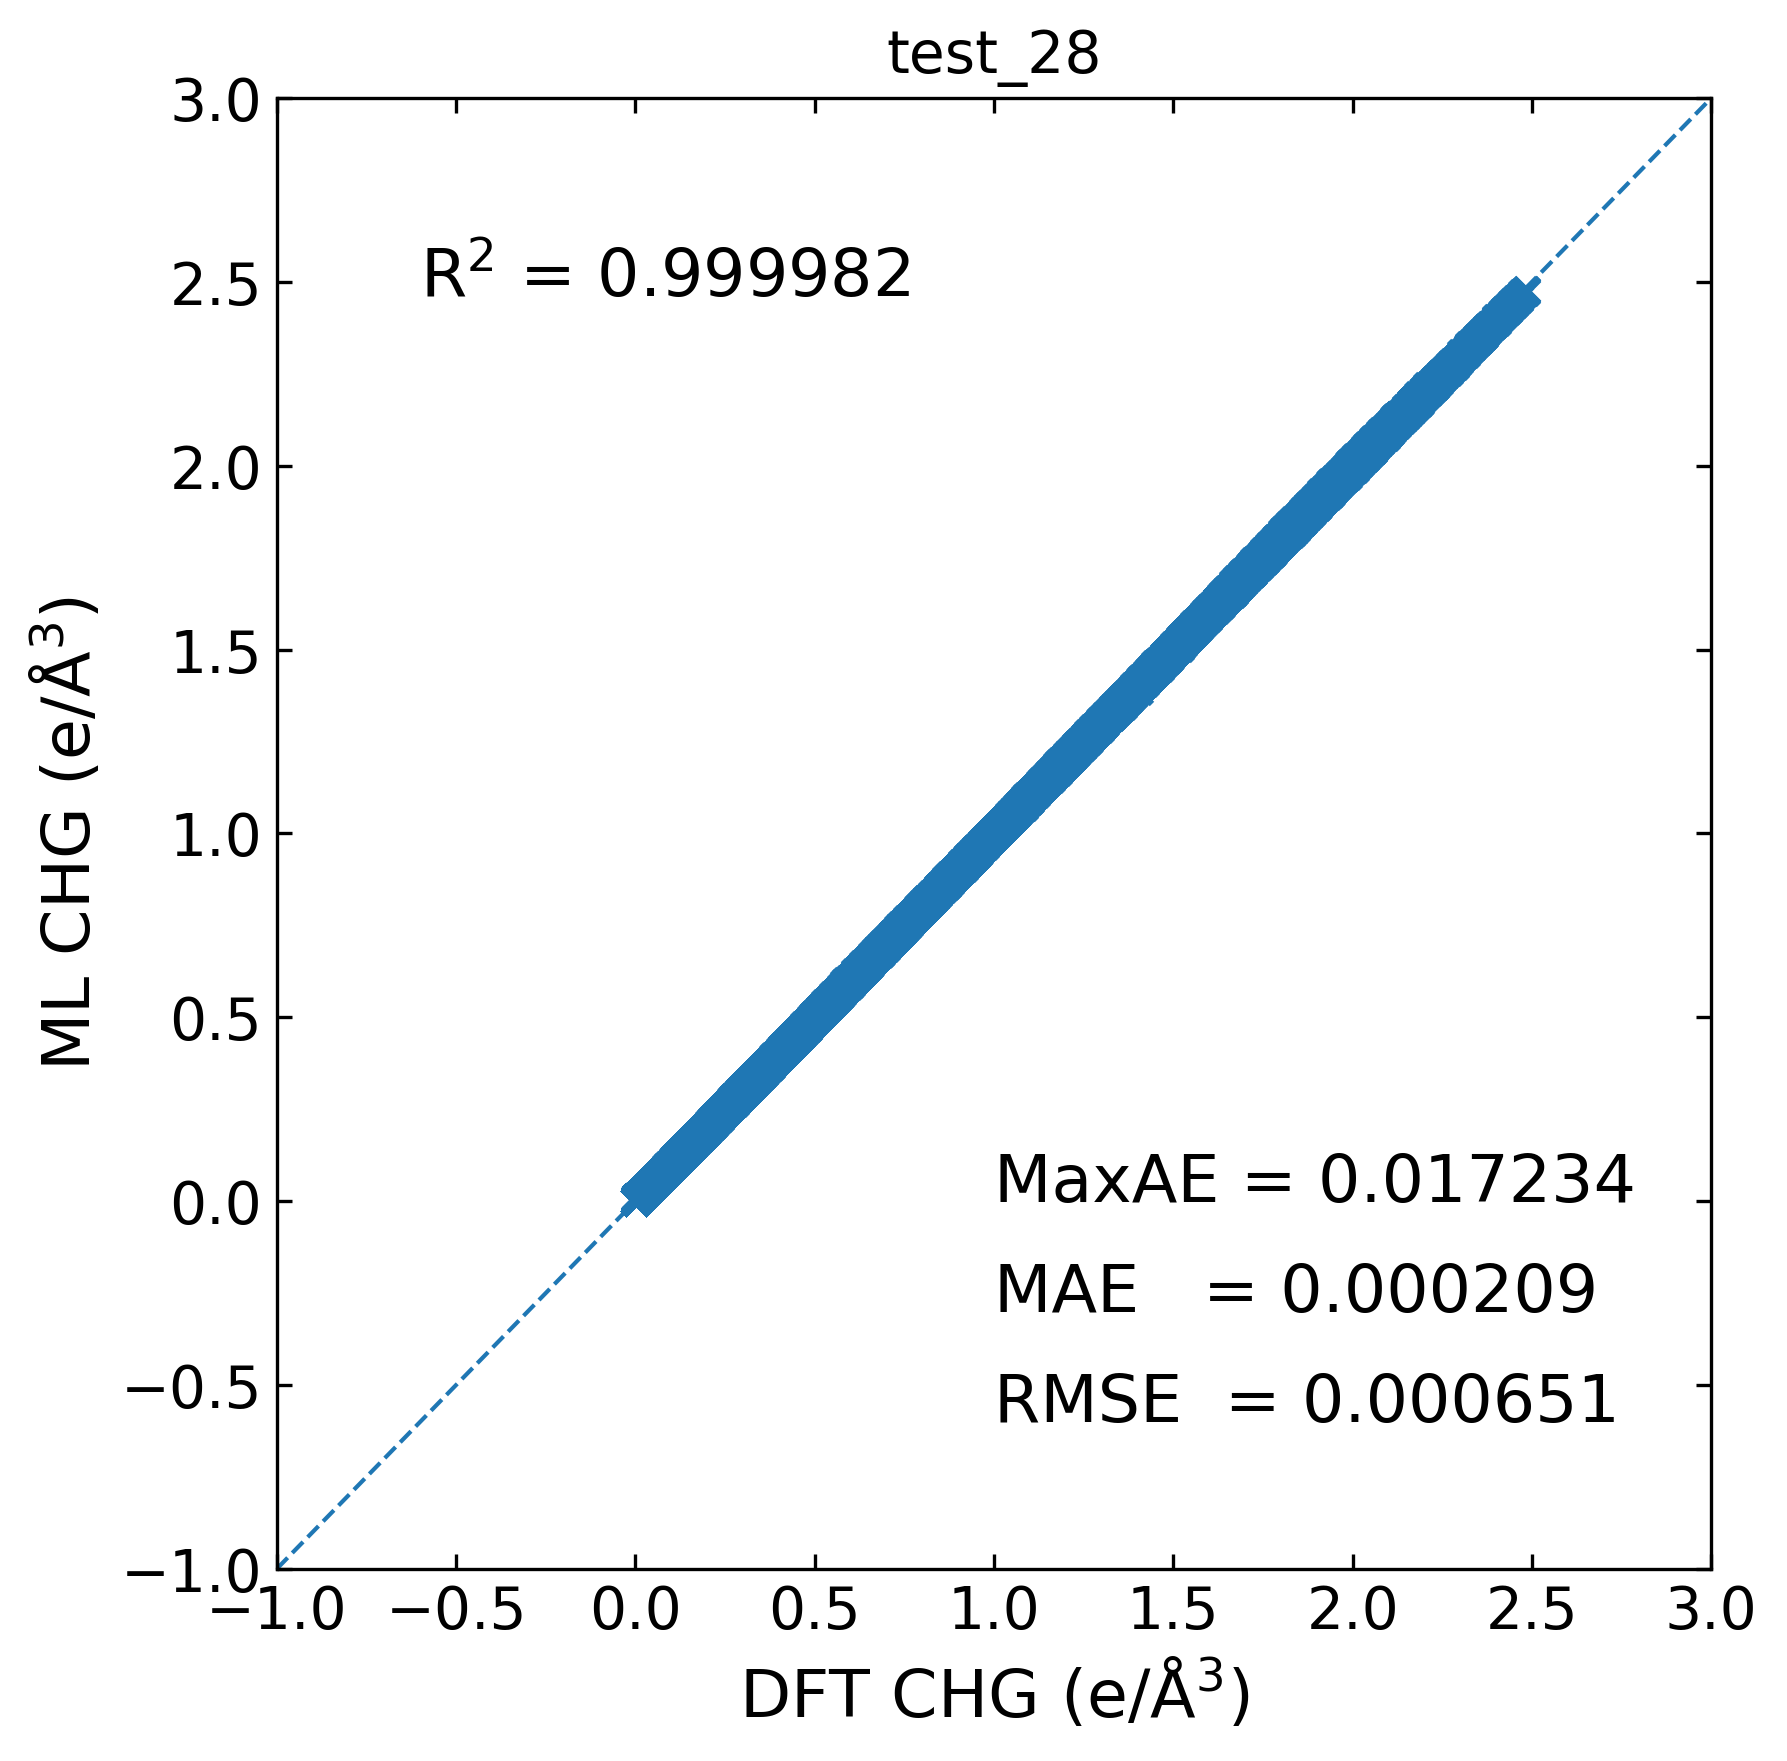 test_28
3.0
2.5
2.0
1.5
1.0
0.5
0.0
−0.5
−1.0
ML CHG (e/Å³)
R² = 0.999982
MaxAE = 0.017234
MAE = 0.000209
RMSE = 0.000651
−1.0 −0.5 0.0 0.5 1.0 1.5 2.0 2.5 3.0
DFT CHG (e/Å³)